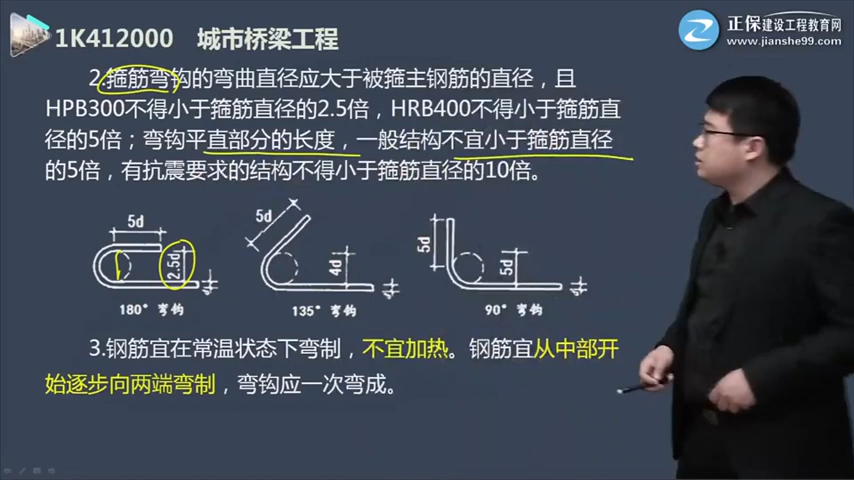 1K412000 城市桥梁工程
正保建设工程教育网
www.jianshe99.com
2.箍筋弯钩的弯曲直径应大于被箍主钢筋的直径，且
HPB300不得小于箍筋直径的2.5倍，HRB400不得小于箍筋直
径的5倍；弯钩平直部分的长度，一般结构不宜小于箍筋直径
的5倍，有抗震要求的结构不得小于箍筋直径的10倍。
5d
2.5d
d
180° 弯钩
5d
4d
d
135° 弯钩
5d
5d
d
90° 弯钩
3.钢筋宜在常温状态下弯制，不宜加热。钢筋宜从中部开
始逐步向两端弯制，弯钩应一次弯成。